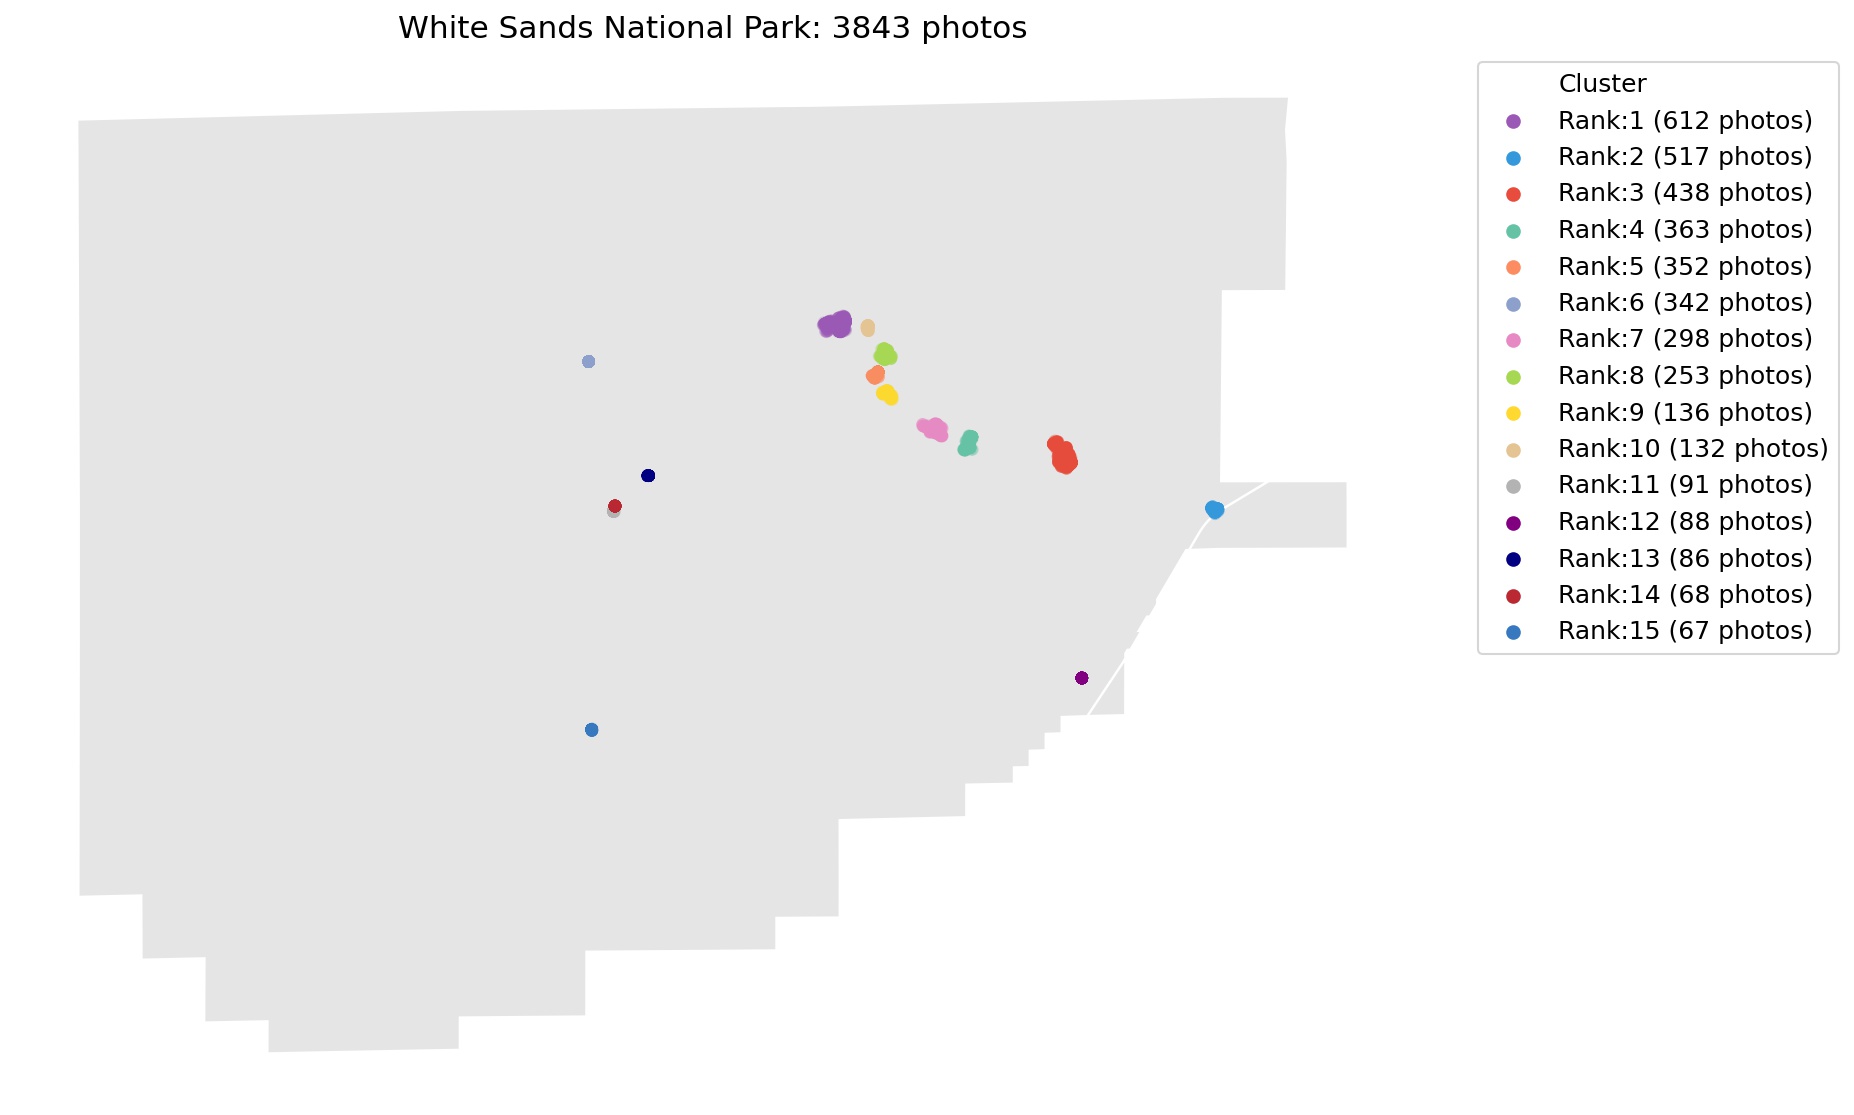 White Sands National Park: 3843 photos
Cluster
Rank:1 (612 photos)
Rank:2 (517 photos)
Rank:3 (438 photos)
Rank:4 (363 photos)
Rank:5 (352 photos)
Rank:6 (342 photos)
Rank:7 (298 photos)
Rank:8 (253 photos)
Rank:9 (136 photos)
Rank:10 (132 photos)
Rank:11 (91 photos)
Rank:12 (88 photos)
Rank:13 (86 photos)
Rank:14 (68 photos)
Rank:15 (67 photos)